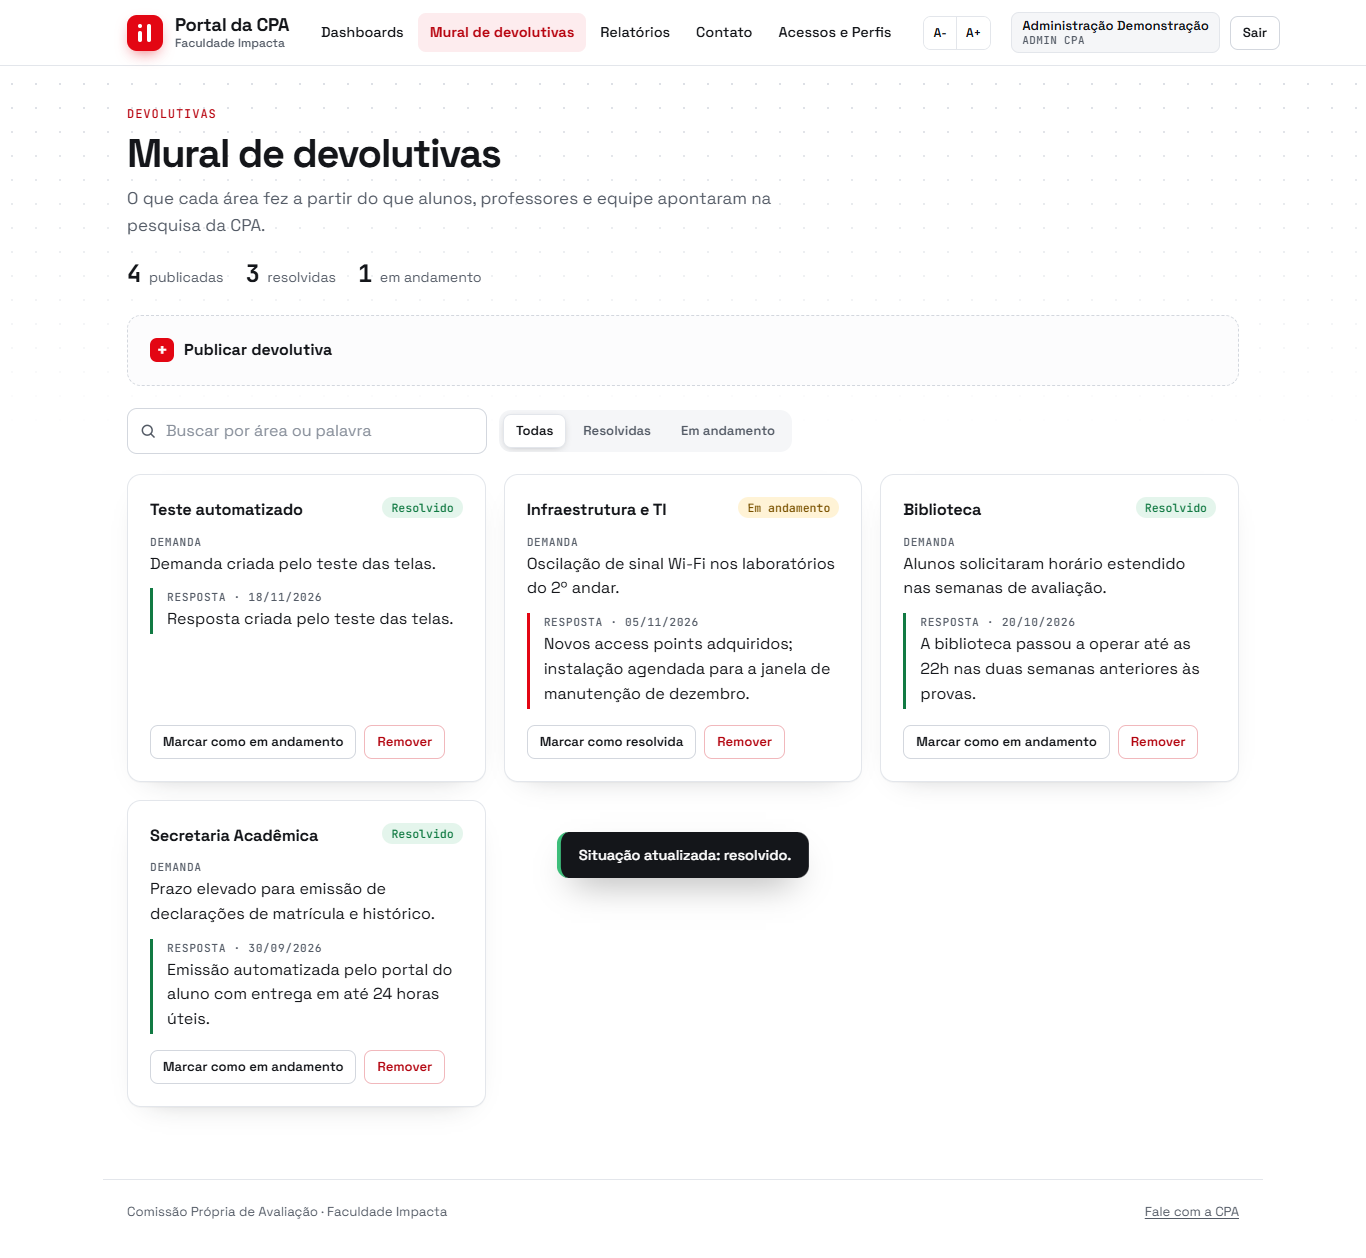 Portal da CPA
Faculdade Impacta
Dashboards
Mural de devolutivas
Relatórios
Contato
Acessos e Perfis
A-
A+
Administração Demonstração
ADMIN CPA
Sair
DEVOLUTIVAS
Mural de devolutivas
O que cada área fez a partir do que alunos, professores e equipe apontaram na
pesquisa da CPA.
4 publicadas
3 resolvidas
1 em andamento
+ Publicar devolutiva
Buscar por área ou palavra
Todas
Resolvidas
Em andamento
Teste automatizado
Resolvido
DEMANDA
Demanda criada pelo teste das telas.
RESPOSTA · 18/11/2026
Resposta criada pelo teste das telas.
Marcar como em andamento
Remover
Infraestrutura e TI
Em andamento
DEMANDA
Oscilação de sinal Wi-Fi nos laboratórios
do 2º andar.
RESPOSTA · 05/11/2026
Novos access points adquiridos;
instalação agendada para a janela de
manutenção de dezembro.
Marcar como resolvida
Remover
Biblioteca
Resolvido
DEMANDA
Alunos solicitaram horário estendido
nas semanas de avaliação.
RESPOSTA · 20/10/2026
A biblioteca passou a operar até as
22h nas duas semanas anteriores às
provas.
Marcar como em andamento
Remover
Secretaria Acadêmica
Resolvido
DEMANDA
Prazo elevado para emissão de
declarações de matrícula e histórico.
RESPOSTA · 30/09/2026
Emissão automatizada pelo portal do
aluno com entrega em até 24 horas
úteis.
Marcar como em andamento
Remover
Situação atualizada: resolvido.
Comissão Própria de Avaliação · Faculdade Impacta
Fale com a CPA